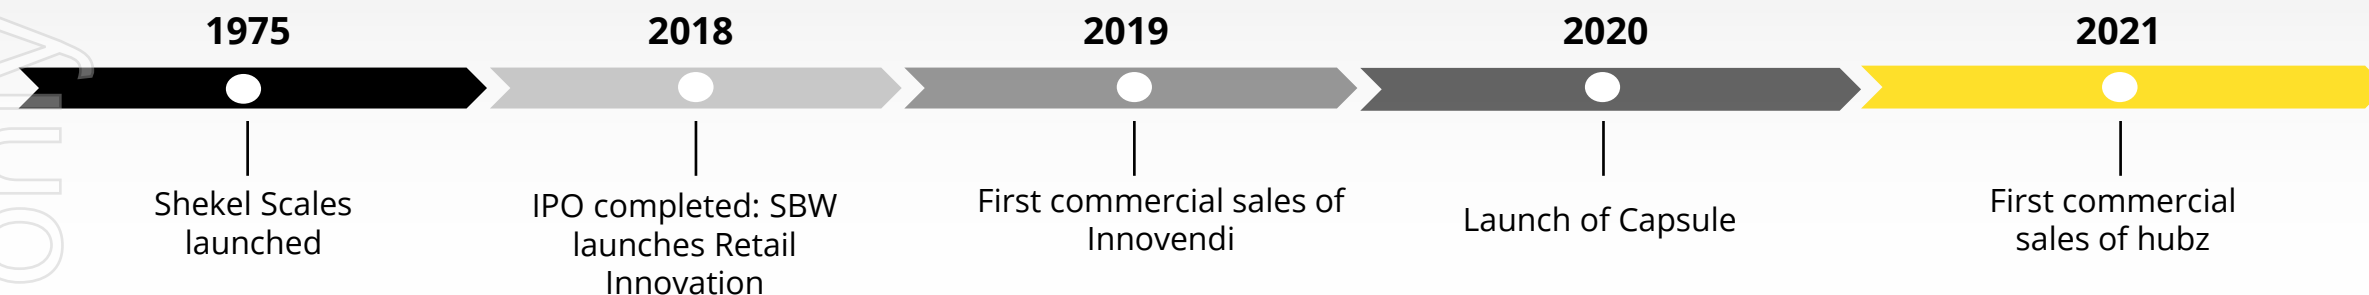 1975
Shekel Scales
launched
2018
IPO completed: SBW
launches Retail
Innovation
2019
First commercial sales of
Innovendi
2020
Launch of Capsule
2021
First commercial
sales of hubz